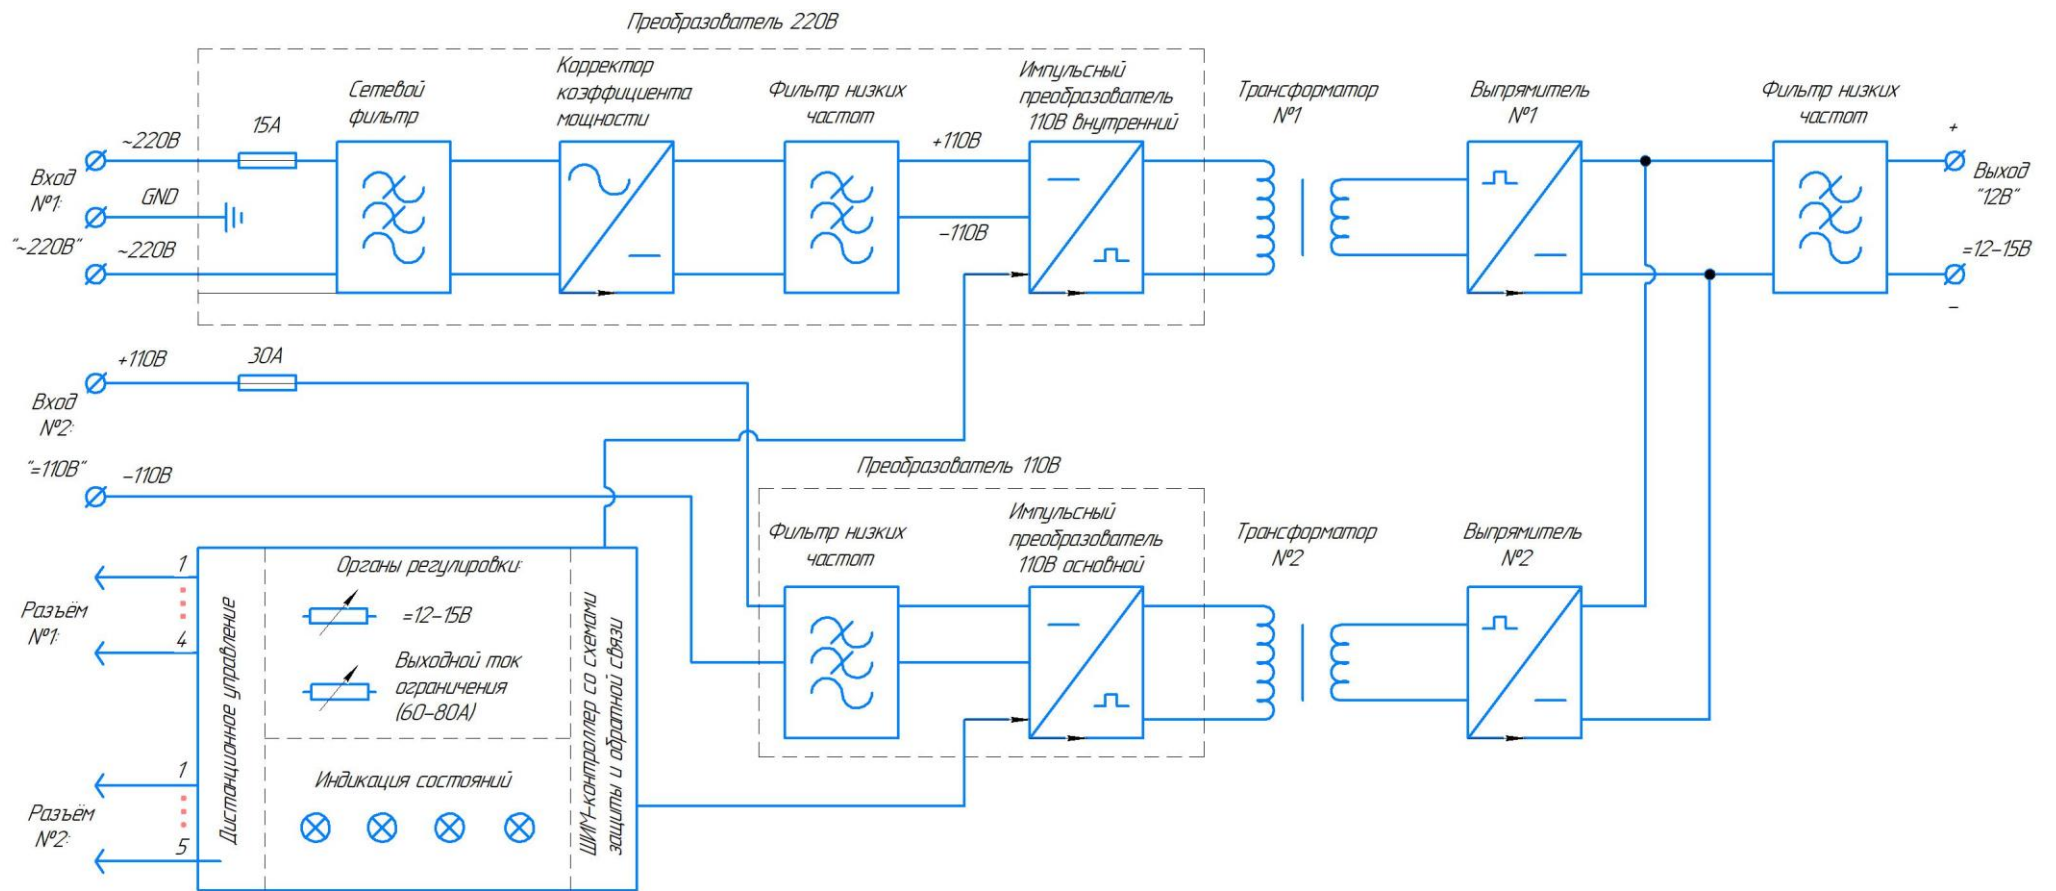 Преобразователь 220В
Сетевой
фильтр
Корректор
коэффициента
мощности
Фильтр низких
частот
Импульсный
преобразователь
110В внутренний
Трансформатор
№1
Выпрямитель
№1
Фильтр низких
частот
Вход
№1:
"~220В"
~220В
GND
~220В
15А
+110В
-110В
+
Выход
"12В"
=12-15В
-
Вход
№2:
"=110В"
+110В
-110В
30А
Преобразователь 110В
Фильтр низких
частот
Импульсный
преобразователь
110В основной
Трансформатор
№2
Выпрямитель
№2
Разъём
№1:
1
4
Разъём
№2:
1
5
Дистанционное управление
Органы регулировки:
=12-15В
Выходной ток
ограничения
(60-80А)
Индикация состояний
ШИМ-контроллер со схемами
защиты и обратной связи